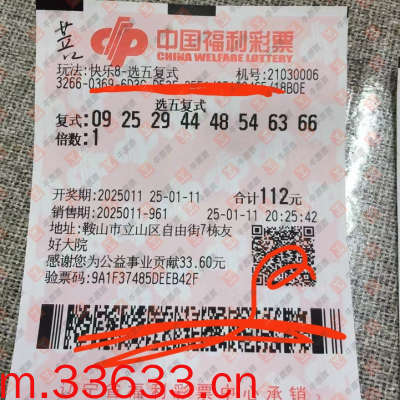 中国福利彩票
CHINA WELFARE LOTTERY
玩法:快乐8-选五复式 机号:21030006
选五复式
复式:09 25 29 44 48 54 63 66
倍数:1
开奖期:2025011 25-01-11 合计112元
销售期:2025011-961 25-01-11 20:25:42
地址:鞍山市立山区自由街7栋友
好大院
感谢您为公益事业贡献33.60元
验票码:9A1F37485DEEB42F
m.33633.cn
中心承销